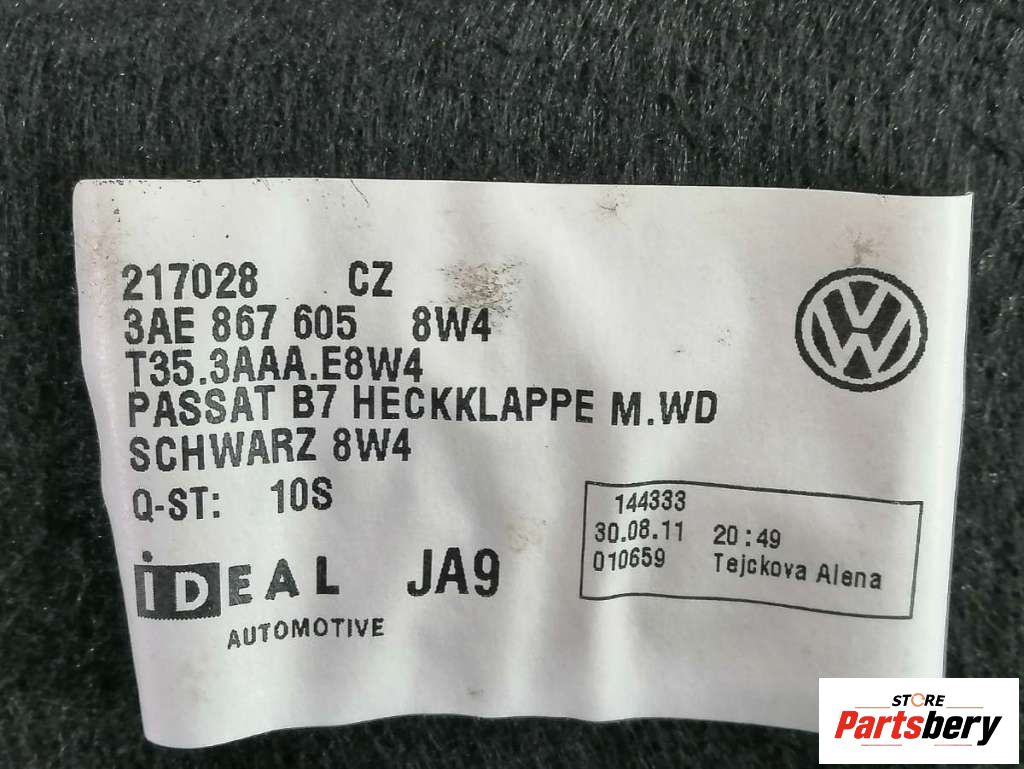 217028 CZ
3AE 867 605 8W4
T35.3AAA.E8W4
PASSAT B7 HECKKLAPPE M.WD
SCHWARZ 8W4
Q-ST: 10S
iDEAL JA9
AUTOMOTIVE
144333
30.08.11 20:49
010659 Tejckova Alena
VW
STORE
Partsbery